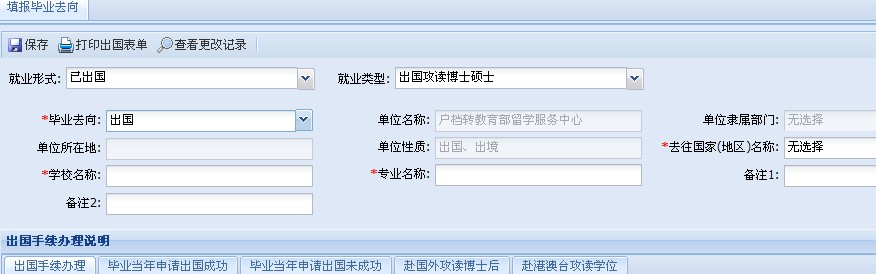 填报毕业去向
保存 打印出国表单 查看更改记录
就业形式: 已出国 就业类型: 出国攻读博士硕士
*毕业去向: 出国 单位名称: 户档转教育部留学服务中心 单位隶属部门: 无选择
单位所在地: 单位性质: 出国、出境 *去往国家(地区)名称: 无选择
*学校名称: *专业名称: 备注1:
备注2:
出国手续办理说明
出国手续办理 毕业当年申请出国成功 毕业当年申请出国未成功 赴国外攻读博士后 赴港澳台攻读学位